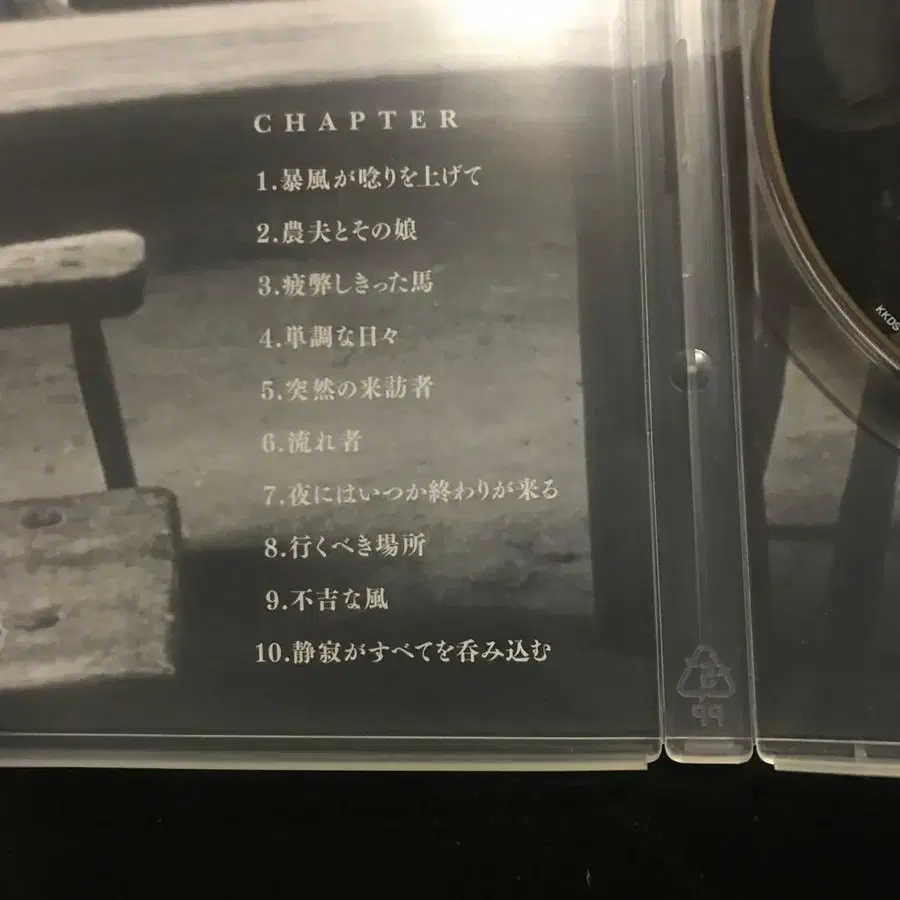 CHAPTER
1.暴風が唸りを上げて
2.農夫とその娘
3.疲弊しきった馬
4.単調な日々
5.突然の来訪者
6.流れ者
7.夜にはいつか終わりが来る
8.行くべき場所
9.不吉な風
10.静寂がすべてを呑み込む
KKDS
PP